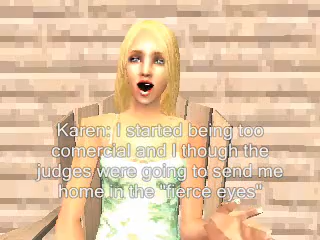 Karen: I started being too
comercial and I though the
judges were going to send me
home in the "fierce eyes"